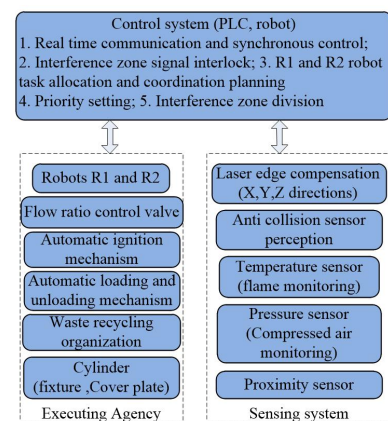 Control system (PLC, robot)
1. Real time communication and synchronous control;
2. Interference zone signal interlock; 3. R1 and R2 robot
task allocation and coordination planning
4. Priority setting; 5. Interference zone division
Robots R1 and R2
Flow ratio control valve
Automatic ignition
mechanism
Automatic loading and
unloading mechanism
Waste recycling
organization
Cylinder
(fixture ,Cover plate)
Executing Agency
Laser edge compensation
(X,Y,Z directions)
Anti collision sensor
perception
Temperature sensor
(flame monitoring)
Pressure sensor
(Compressed air
monitoring)
Proximity sensor
Sensing system